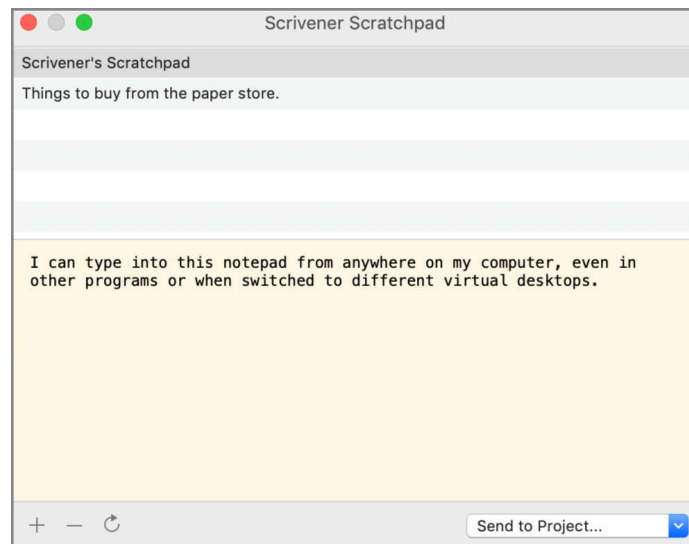 Scrivener Scratchpad
Scrivener's Scratchpad
Things to buy from the paper store.
I can type into this notepad from anywhere on my computer, even in
other programs or when switched to different virtual desktops.
Send to Project...